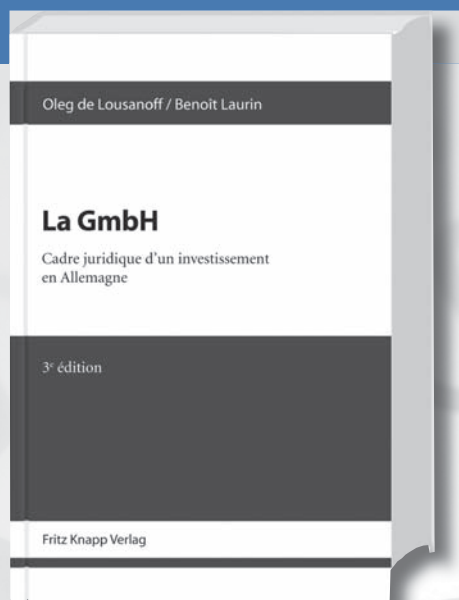 Oleg de Lousanoff / Benoît Laurin
La GmbH
Cadre juridique d’un investissement
en Allemagne
3e édition
Fritz Knapp Verlag